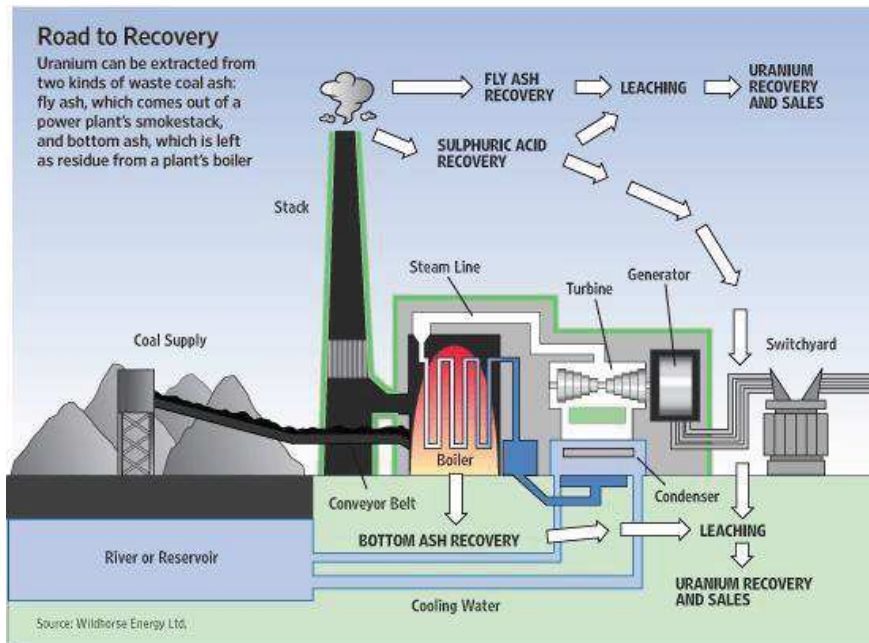 Road to Recovery
Uranium can be extracted from
two kinds of waste coal ash:
fly ash, which comes out of a
power plant's smokestack,
and bottom ash, which is left
as residue from a plant's boiler
FLY ASH
RECOVERY
LEACHING
URANIUM
RECOVERY
AND SALES
SULPHURIC ACID
RECOVERY
Stack
Steam Line
Turbine
Generator
Coal Supply
Switchyard
Boiler
Conveyor Belt
Condenser
BOTTOM ASH RECOVERY
LEACHING
River or Reservoir
URANIUM RECOVERY
AND SALES
Cooling Water
Source: Wildhorse Energy Ltd.